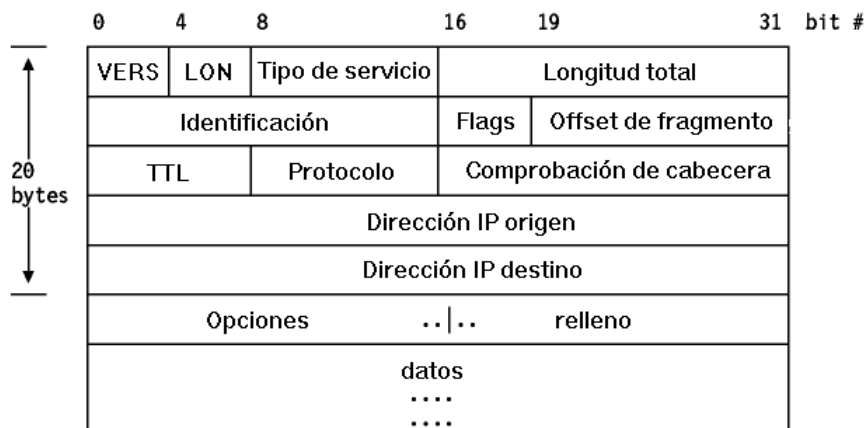 0 4 8 16 19 31 bit #
VERS LON Tipo de servicio Longitud total
Identificación Flags Offset de fragmento
20 bytes
TTL Protocolo Comprobación de cabecera
Dirección IP origen
Dirección IP destino
Opciones ..|.. relleno
datos
....
....